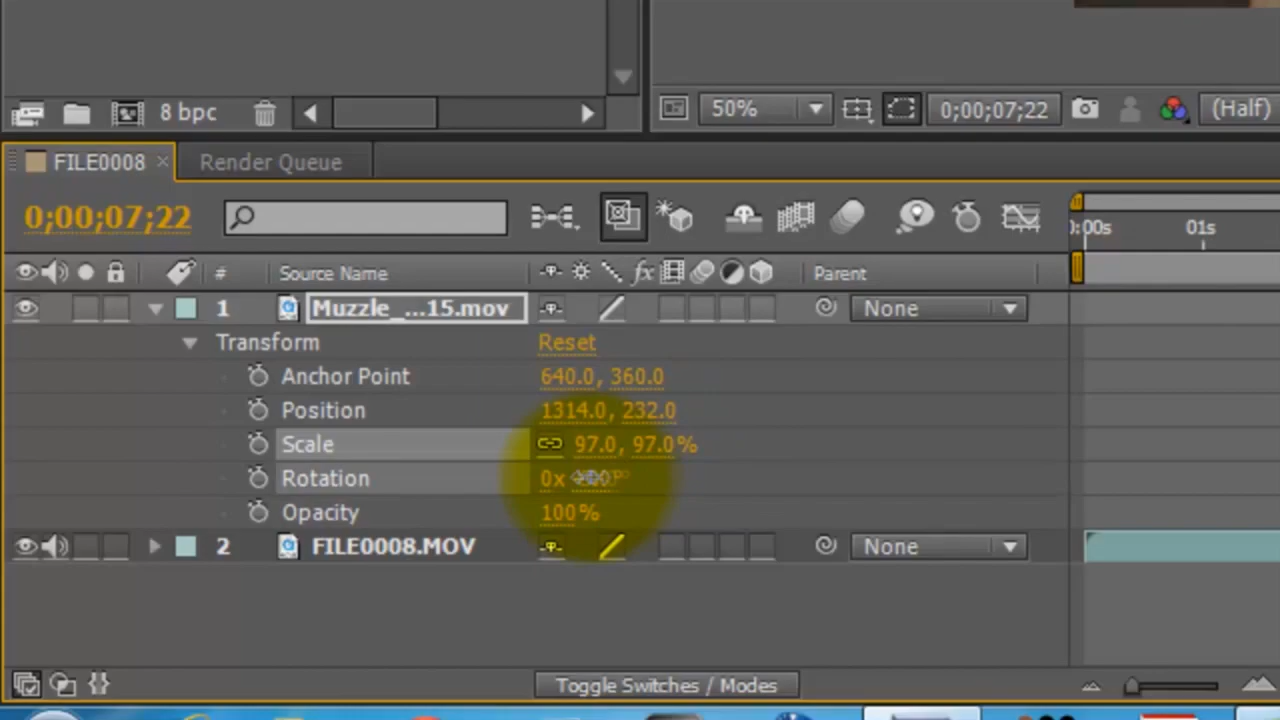 8 bpc
50%
0;00;07;22
(Half)
FILE0008
Render Queue
0;00;07;22
0:00s
01s
#
Source Name
fx
Parent
1
Muzzle_...15.mov
None
Transform
Reset
Anchor Point
640.0, 360.0
Position
1314.0, 232.0
Scale
97.0, 97.0%
Rotation
0x
Opacity
100%
2
FILE0008.MOV
None
Toggle Switches / Modes